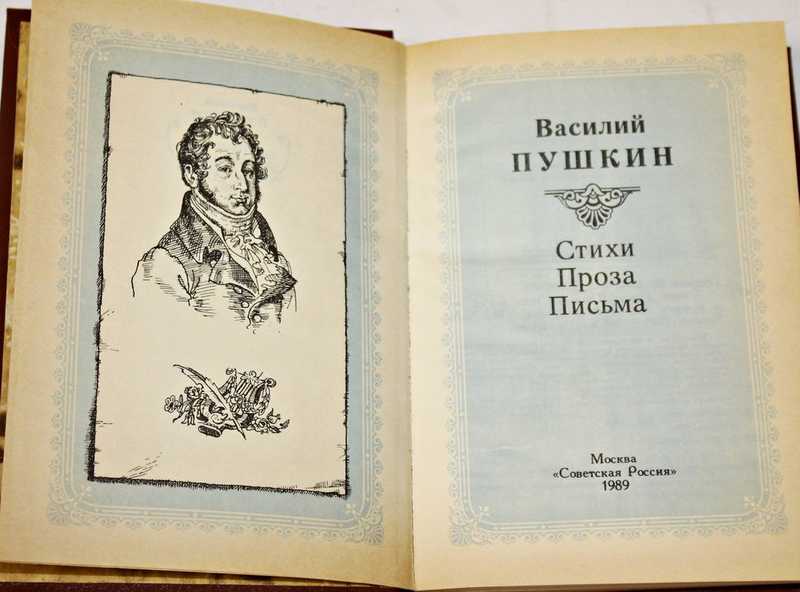 Василий
ПУШКИН
Стихи
Проза
Письма
Москва
«Советская Россия»
1989